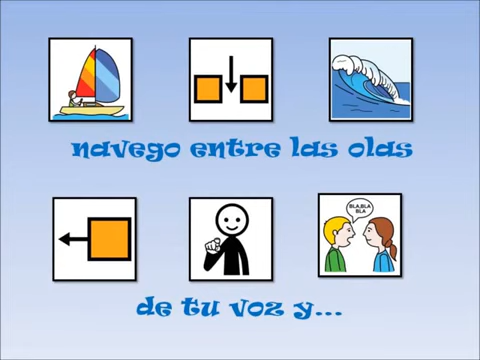 navego entre las olas
BLA,BLA
BLA
de tu voz y...